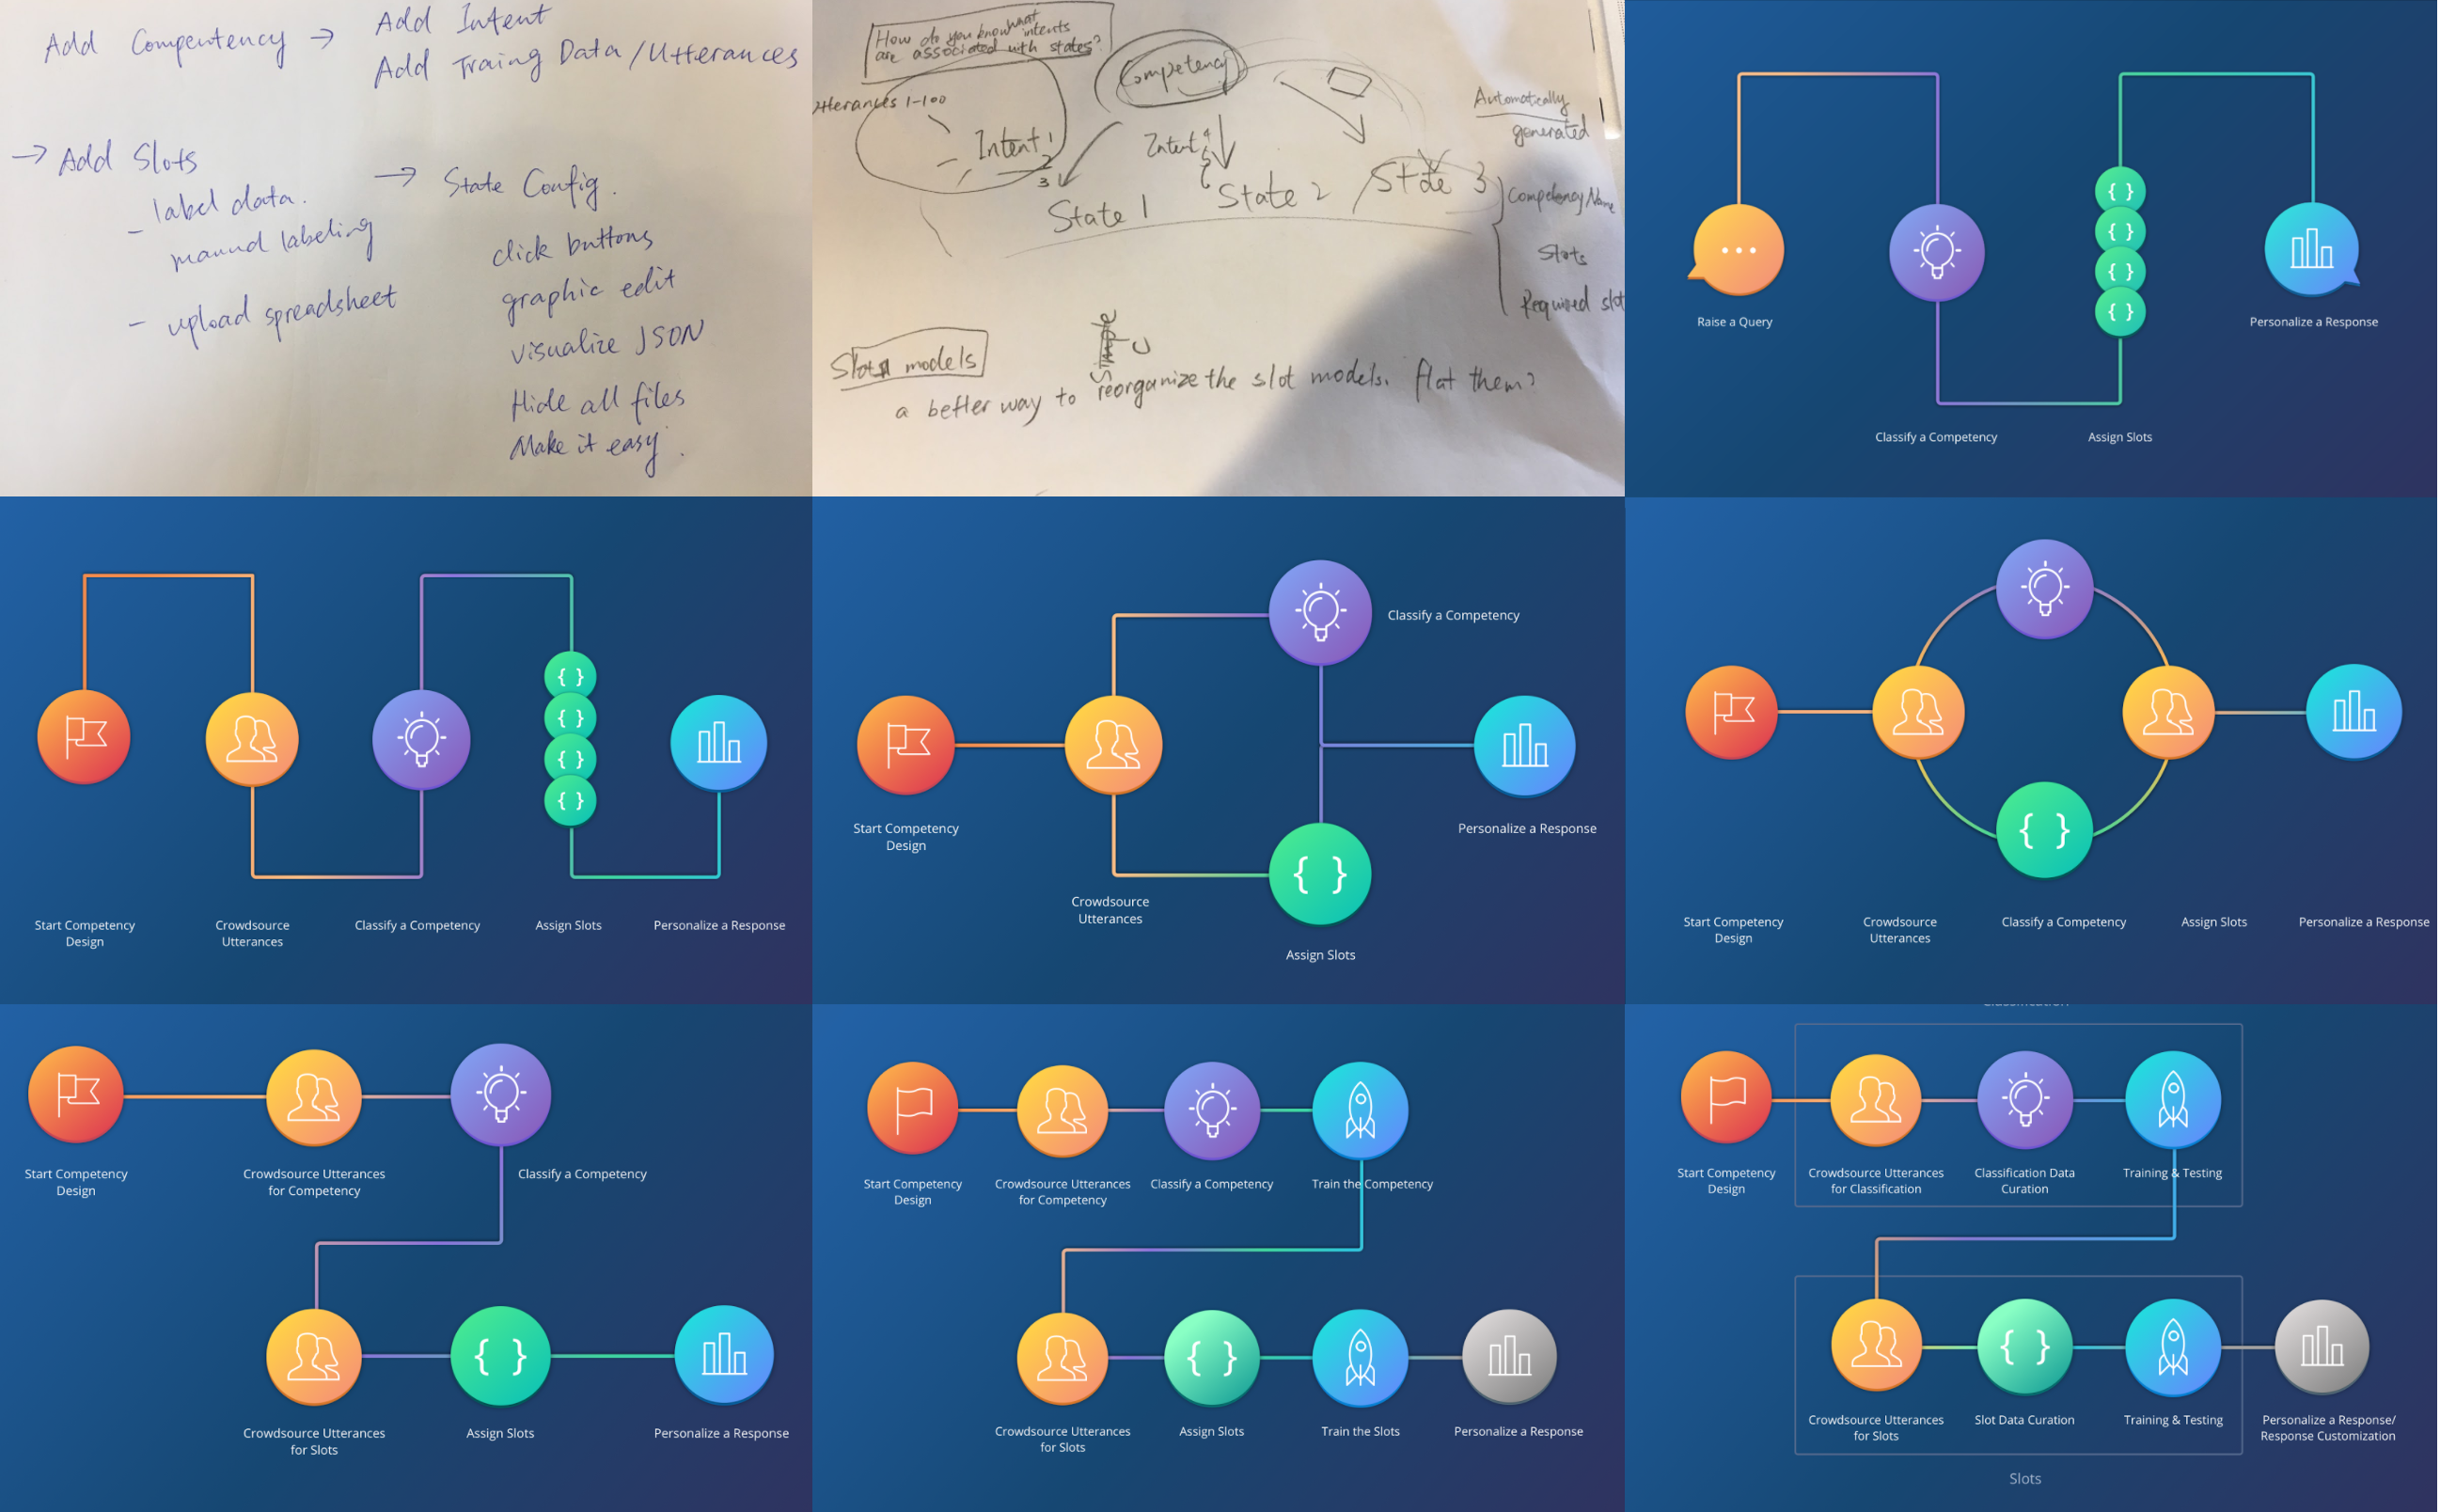 Add Compentency → Add Intent
Add Traing Data / Utterances
→ Add Slots
- label data.
manud labeling
- upload spreadsheet
→ State Config.
click buttons
graphic edit
visualize JSON
Hide all files
Make it easy.
How do you know what intents
are associated with states?
Competency
utterances 1-100
Intent 1
2
3
Intent 4
5
6
State 1
State 2
State 3
Automatically
generated
Competency Name
Slots
Required slot
Slot models
a better way to reorganize the slot models. flat them?
{ }
{ }
{ }
{ }
Raise a Query
Personalize a Response
Classify a Competency
Assign Slots
{ }
{ }
{ }
{ }
Start Competency
Design
Crowdsource
Utterances
Classify a Competency
Assign Slots
Personalize a Response
Classify a Competency
Start Competency
Design
Personalize a Response
Crowdsource
Utterances
{ }
Assign Slots
{ }
Start Competency
Design
Crowdsource
Utterances
Classify a Competency
Assign Slots
Personalize a Response
Start Competency
Design
Crowdsource Utterances
for Competency
Classify a Competency
{ }
Crowdsource Utterances
for Slots
Assign Slots
Personalize a Response
Start Competency
Design
Crowdsource Utterances
for Competency
Classify a Competency
Train the Competency
{ }
Crowdsource Utterances
for Slots
Assign Slots
Train the Slots
Personalize a Response
Start Competency
Design
Crowdsource Utterances
for Classification
Classification Data
Curation
Training & Testing
{ }
Crowdsource Utterances
for Slots
Slot Data Curation
Training & Testing
Personalize a Response/
Response Customization
Slots